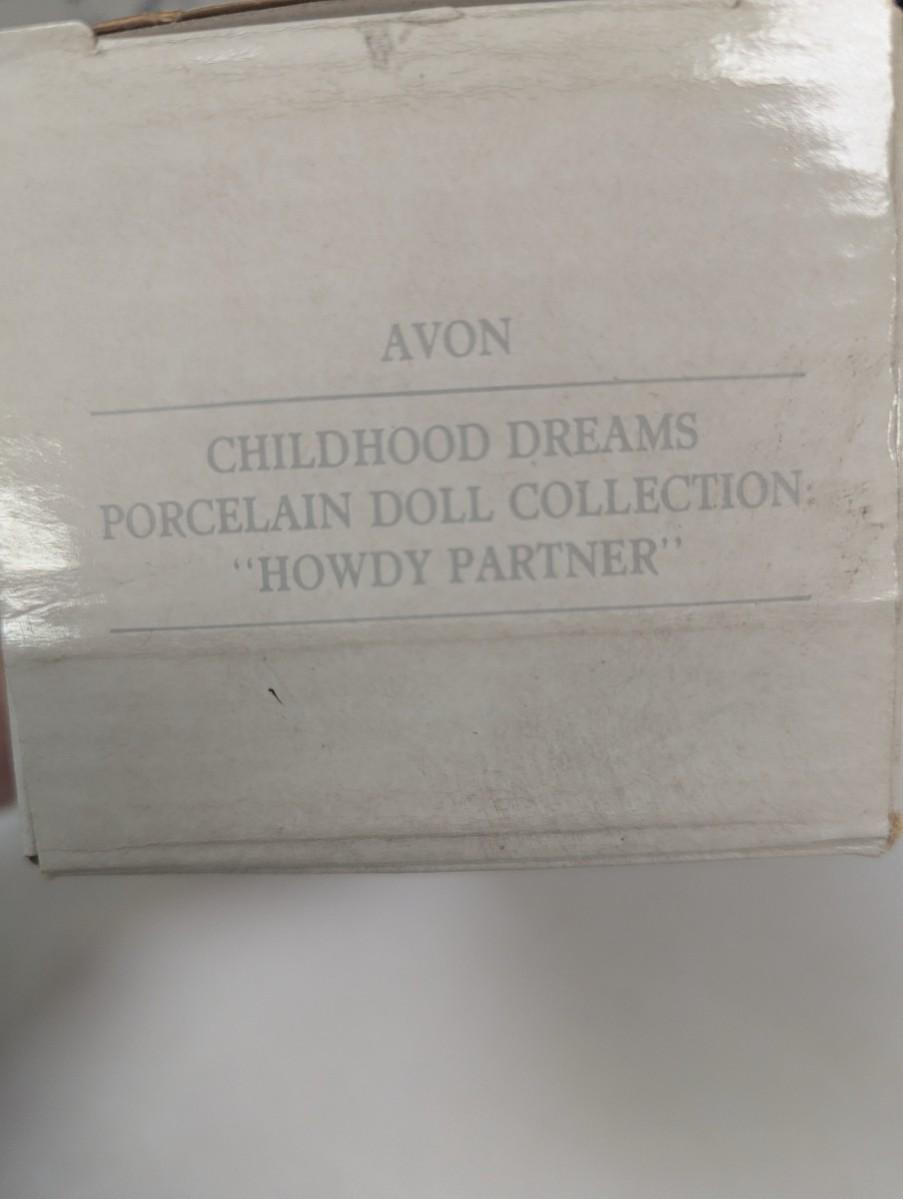 AVON
CHILDHOOD DREAMS
PORCELAIN DOLL COLLECTION:
“HOWDY PARTNER”